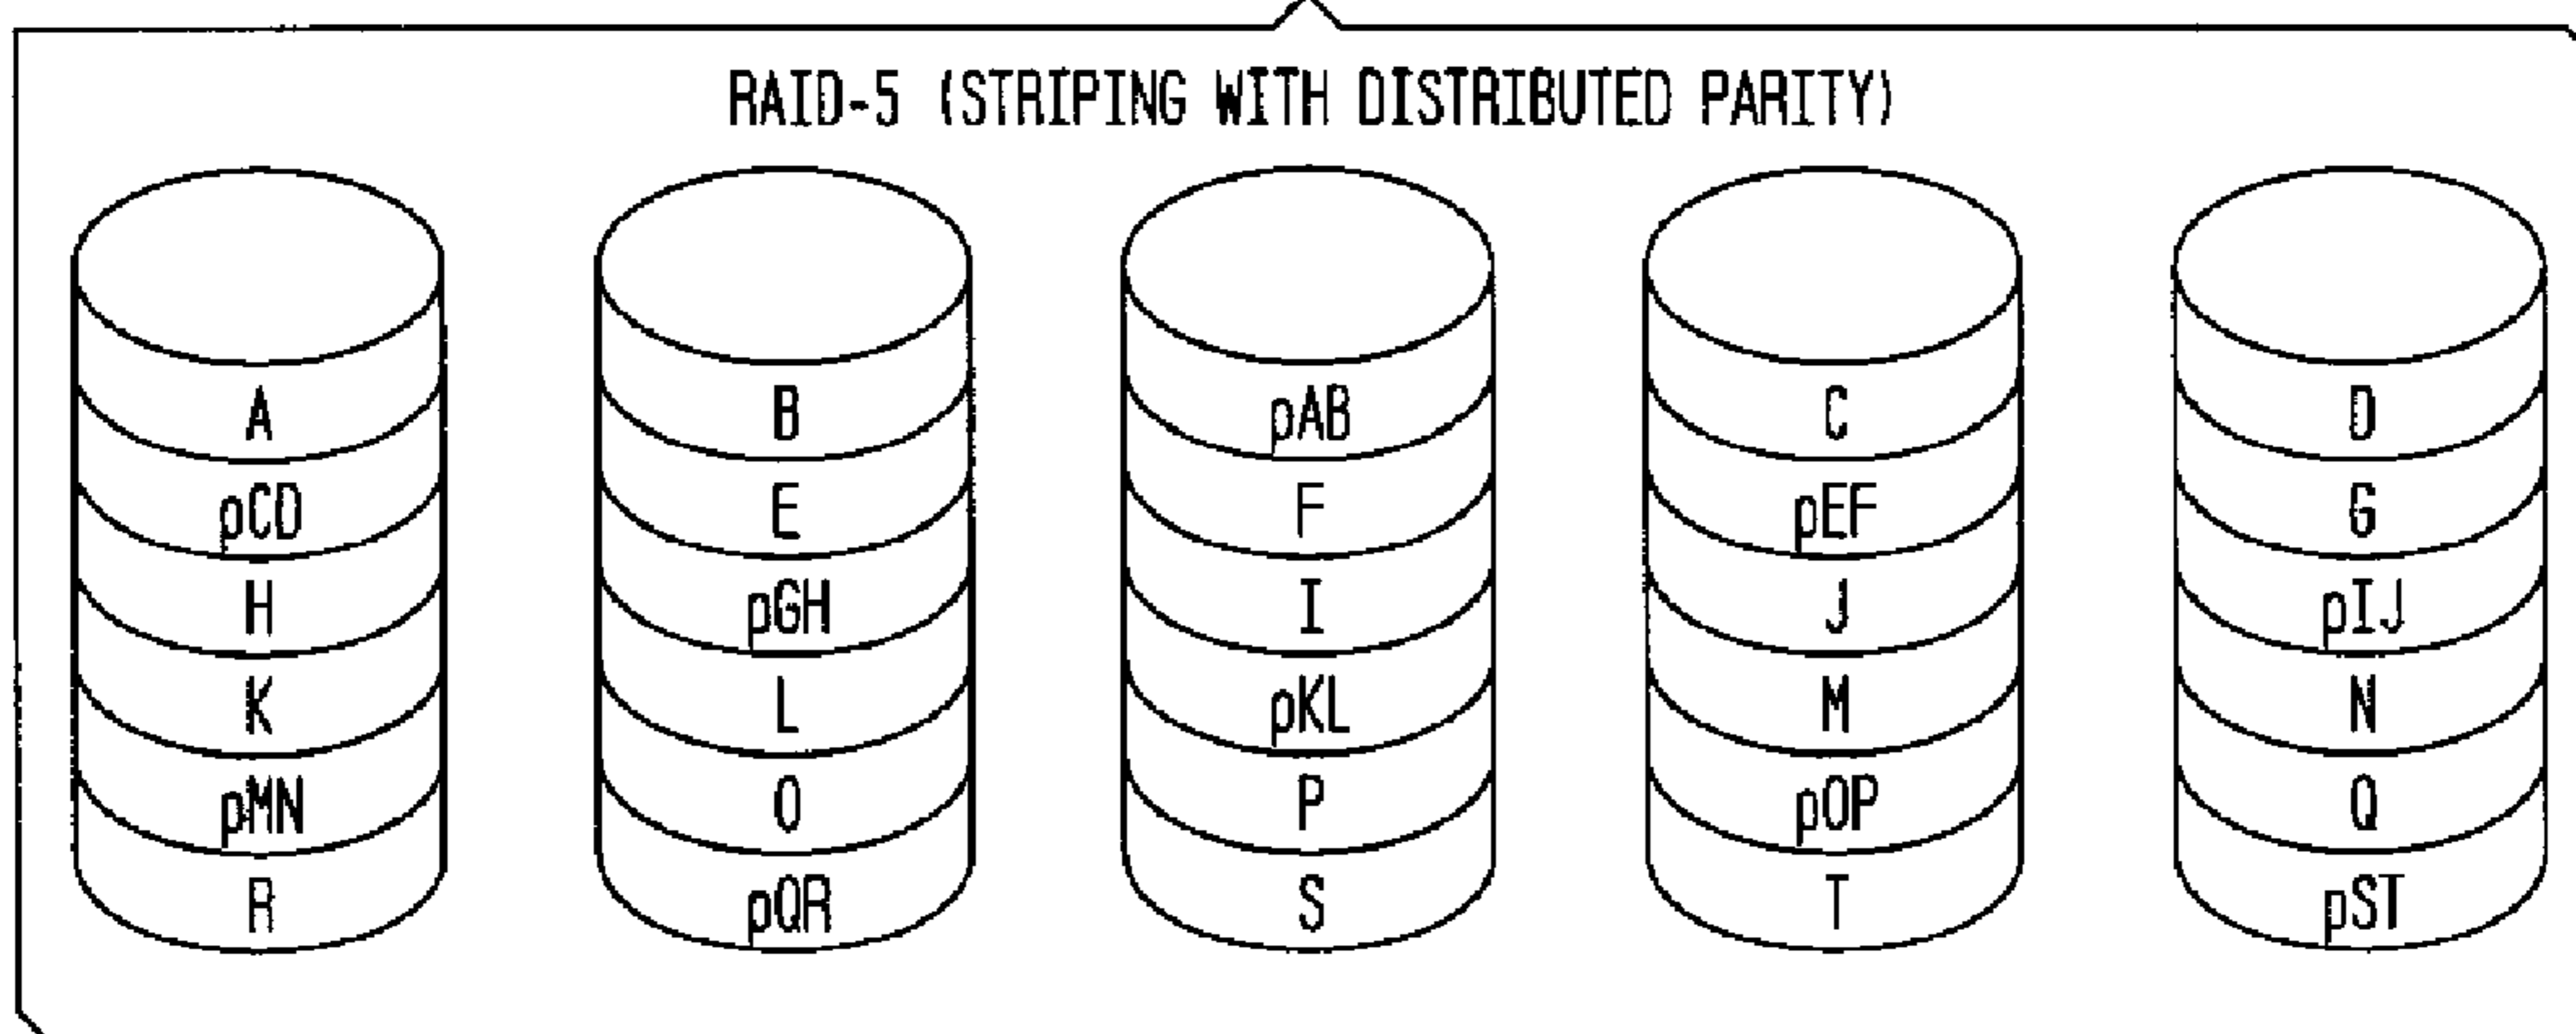 RAID-5 (STRIPING WITH DISTRIBUTED PARITY)
A B pAB C D
pCD E F pEF G
H pGH I J pIJ
K L pKL M N
pMN O P pOP Q
R pQR S T pST